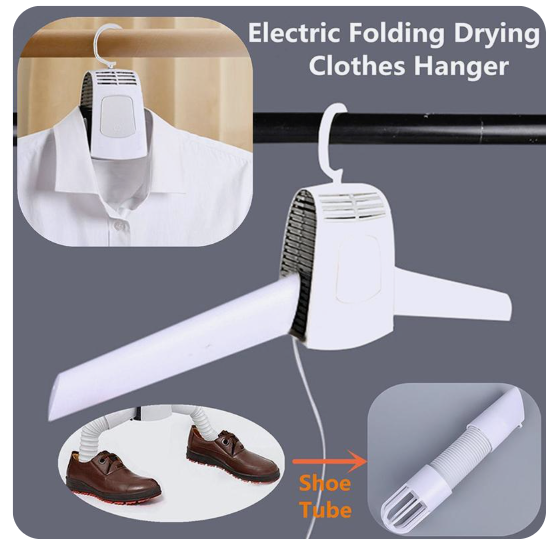 Electric Folding Drying
Clothes Hanger
Shoe
Tube